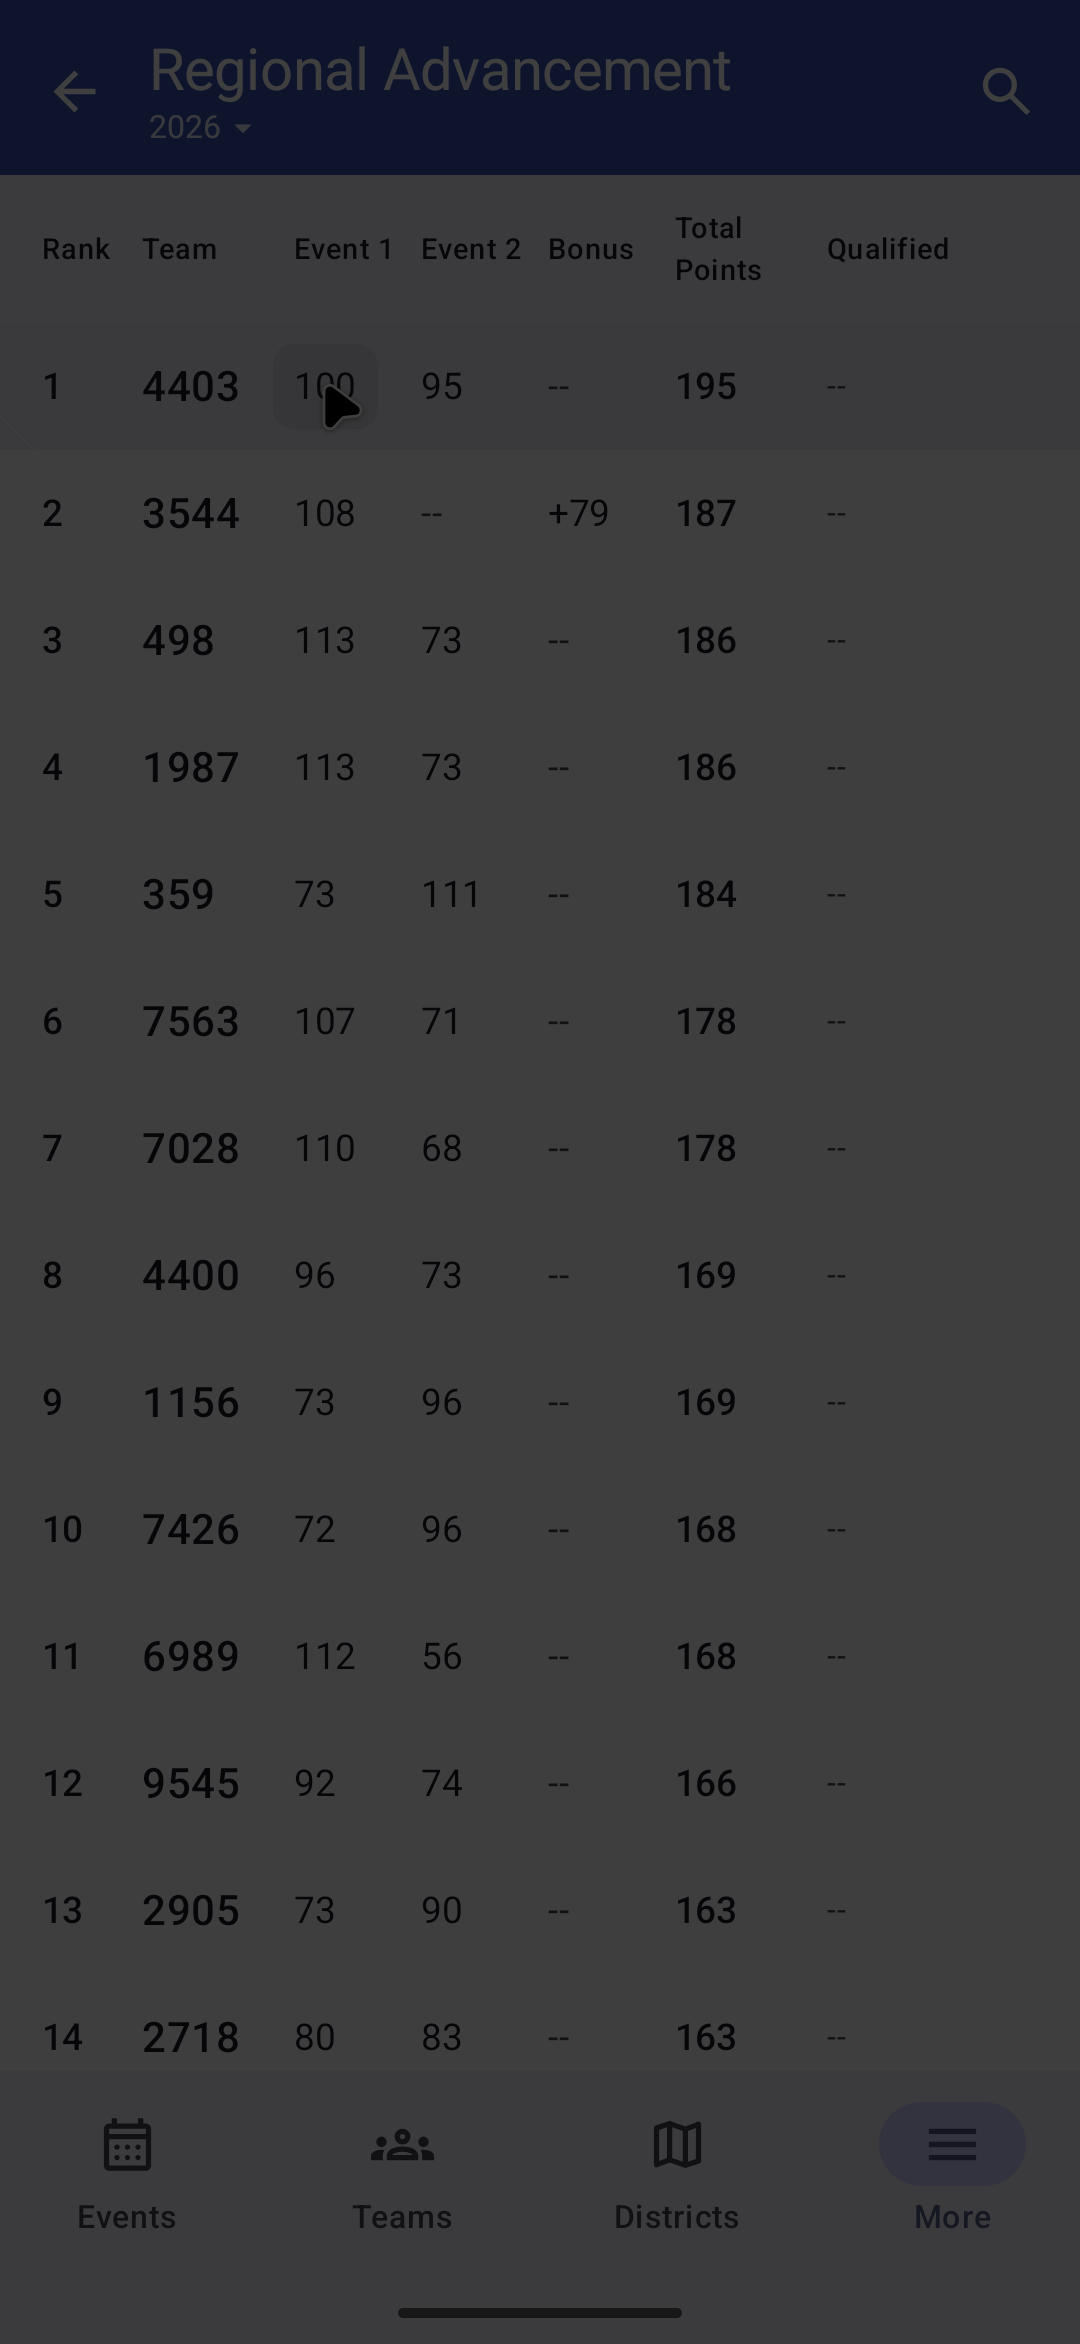 Regional Advancement
2026
Rank Team Event 1 Event 2 Bonus Total Points Qualified
1 4403 100 95 -- 195 --
2 3544 108 -- +79 187 --
3 498 113 73 -- 186 --
4 1987 113 73 -- 186 --
5 359 73 111 -- 184 --
6 7563 107 71 -- 178 --
7 7028 110 68 -- 178 --
8 4400 96 73 -- 169 --
9 1156 73 96 -- 169 --
10 7426 72 96 -- 168 --
11 6989 112 56 -- 168 --
12 9545 92 74 -- 166 --
13 2905 73 90 -- 163 --
14 2718 80 83 -- 163 --
Events Teams Districts More